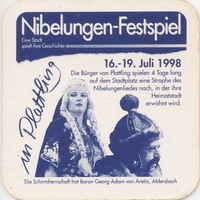 Nibelungen-Festspiel
Eine Stadt
spielt ihre Geschichte
16.-19. Juli 1998
Die Bürger von Plattling spielen 4 Tage lang
auf dem Stadtplatz eine Strophe des
Nibelungenliedes nach, in der ihre
Heimatstadt
erwähnt wird.
in Plattling
Die Schirmherrschaft hat Baron Georg Adam von Aretin, Aldersbach